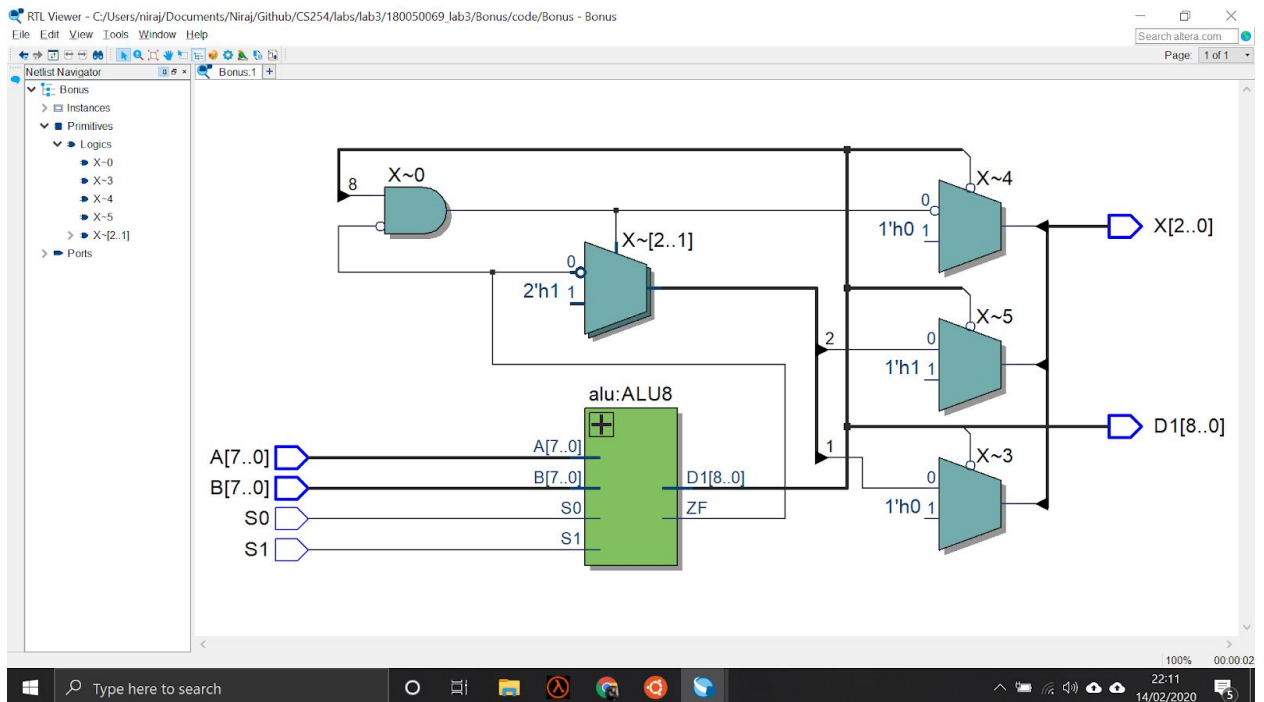 RTL Viewer - C:/Users/niraj/Documents/Niraj/Github/CS254/labs/lab3/180050069_lab3/Bonus/code/Bonus - Bonus
File Edit View Tools Window Help
Search altera.com
Page: 1 of 1
Netlist Navigator
Bonus:1
Bonus
Instances
Primitives
Logics
X~0
X~3
X~4
X~5
X~[2..1]
Ports
8
X~0
X~4
0
1'h0 1
X[2..0]
X~[2..1]
0
2'h1 1
X~5
2
0
1'h1 1
alu:ALU8
D1[8..0]
A[7..0]
A[7..0]
B[7..0]
B[7..0]
D1[8..0]
S0
S0
ZF
S1
S1
1
X~3
0
1'h0 1
100% 00:00:02
Type here to search
22:11
14/02/2020
5